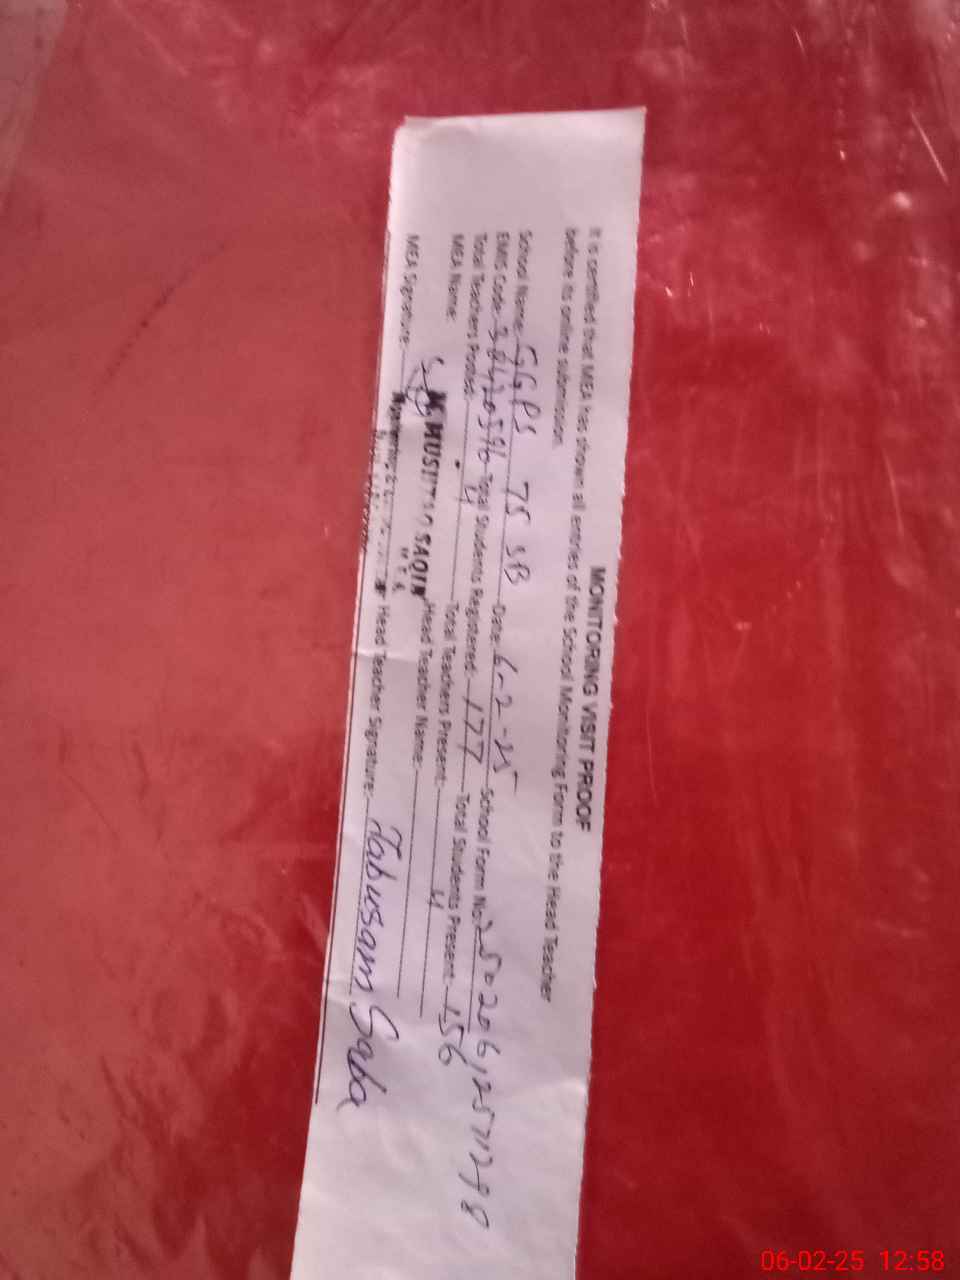 MONITORING VISIT PROOF
It is certified that MEA has shown all entries of the School Monitoring Form to the Head Teacher
before its online submission.
School Name: GGPS 75 SB Date: 6-2-25 School Form No: 250206125711298
EMIS Code: 38420596 Total Students Registered: 177 Total Students Present: 156
Total Teachers Posted: 4 Total Teachers Present: 4
MEA Name: SAQIB Head Teacher Name:
MEA Signature: Head Teacher Signature: Tabusam Saba
06-02-25 12:58